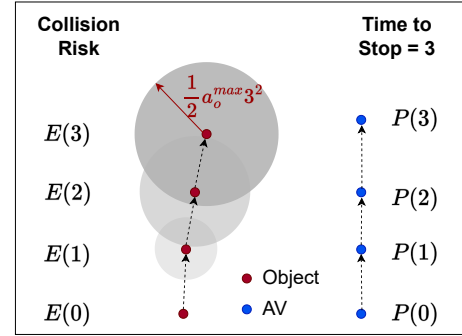 Collision
Risk
Time to
Stop = 3
\frac{1}{2} a_o^{max} 3^2
E(3)
P(3)
E(2)
P(2)
E(1)
P(1)
Object
AV
E(0)
P(0)